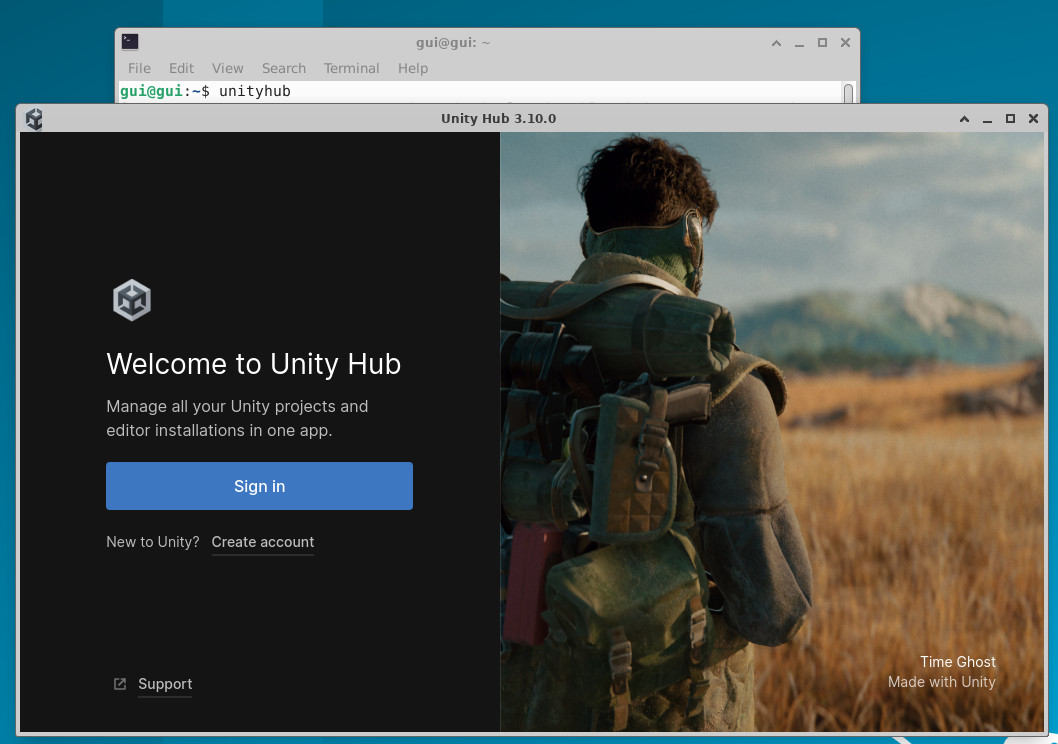 gui@gui: ~
File Edit View Search Terminal Help
gui@gui:~$ unityhub
Unity Hub 3.10.0
Welcome to Unity Hub
Manage all your Unity projects and
editor installations in one app.
Sign in
New to Unity? Create account
Support
Time Ghost
Made with Unity